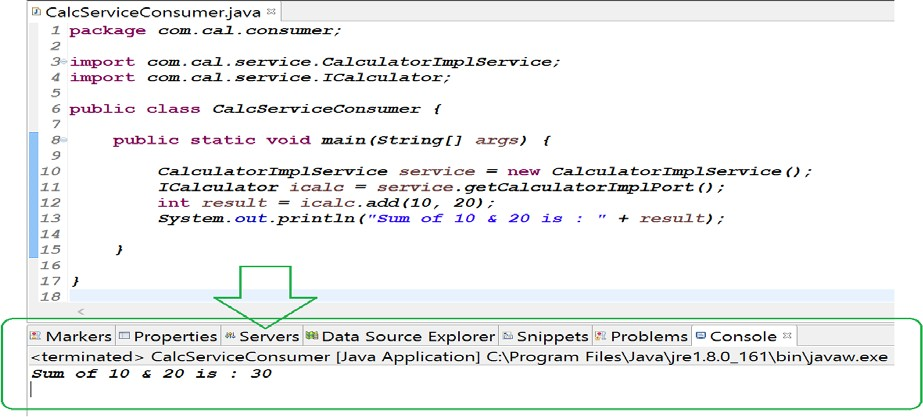 CalcServiceConsumer.java
1 package com.cal.consumer;
2
3 import com.cal.service.CalculatorImplService;
4 import com.cal.service.ICalculator;
5
6 public class CalcServiceConsumer {
7
8 public static void main(String[] args) {
9
10 CalculatorImplService service = new CalculatorImplService();
11 ICalculator icalc = service.getCalculatorImplPort();
12 int result = icalc.add(10, 20);
13 System.out.println("Sum of 10 & 20 is : " + result);
14
15 }
16
17 }
18
Markers Properties Servers Data Source Explorer Snippets Problems Console
<terminated> CalcServiceConsumer [Java Application] C:\Program Files\Java\jre1.8.0_161\bin\javaw.exe
Sum of 10 & 20 is : 30